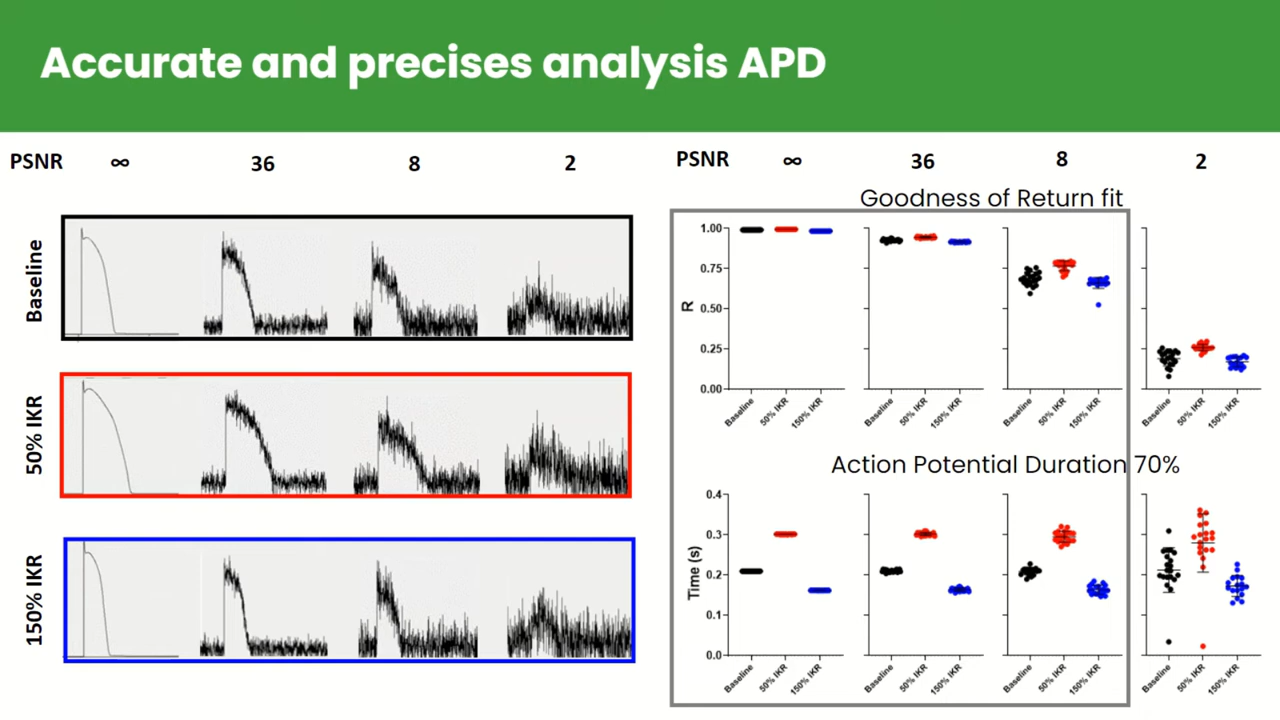 Accurate and precises analysis APD
PSNR ∞ 36 8 2
Baseline
50% IKR
150% IKR
PSNR ∞ 36 8 2
Goodness of Return fit
R
1.00
0.75
0.50
0.25
0.00
Baseline 50% IKR 150% IKR
Baseline 50% IKR 150% IKR
Baseline 50% IKR 150% IKR
Baseline 50% IKR 150% IKR
Action Potential Duration 70%
Time (s)
0.4
0.3
0.2
0.1
0.0
Baseline 50% IKR 150% IKR
Baseline 50% IKR 150% IKR
Baseline 50% IKR 150% IKR
Baseline 50% IKR 150% IKR